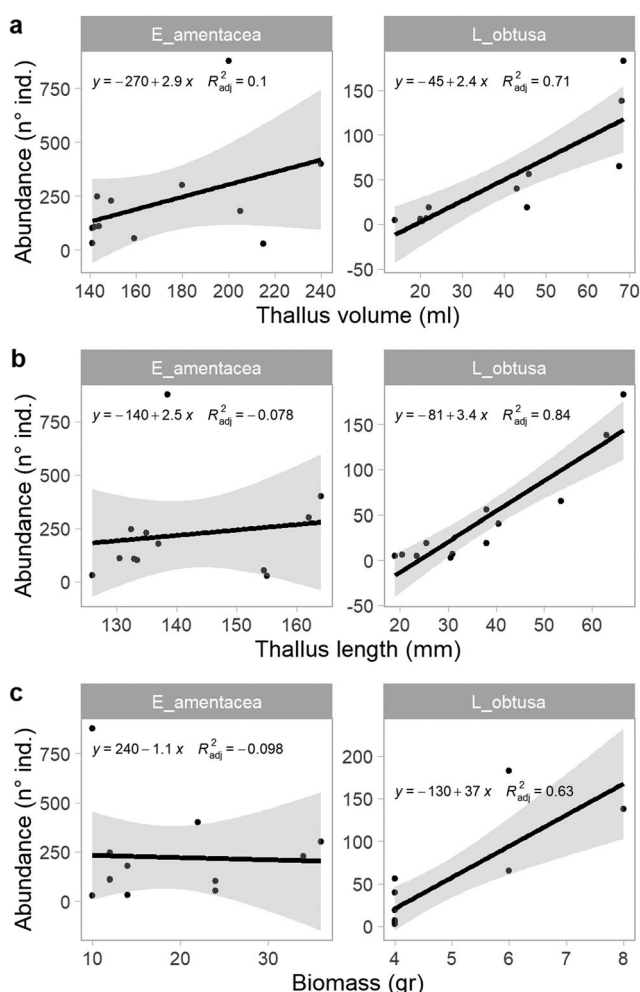 a
E_amentacea
L_obtusa
y = −270+2.9 x R²adj = 0.1
y = −45+2.4 x R²adj = 0.71
Abundance (n° ind.)
750
500
250
0
150
100
50
0
-50
140 160 180 200 220 240
10 20 30 40 50 60 70
Thallus volume (ml)
b
E_amentacea
L_obtusa
y = −140+2.5 x R²adj = −0.078
y = −81+3.4 x R²adj = 0.84
Abundance (n° ind.)
750
500
250
0
150
100
50
0
-50
130 140 150 160
20 30 40 50 60
Thallus length (mm)
c
E_amentacea
L_obtusa
y = 240−1.1 x R²adj = −0.098
y = −130+37 x R²adj = 0.63
Abundance (n° ind.)
750
500
250
0
200
150
100
50
0
10 20 30
4 5 6 7 8
Biomass (gr)